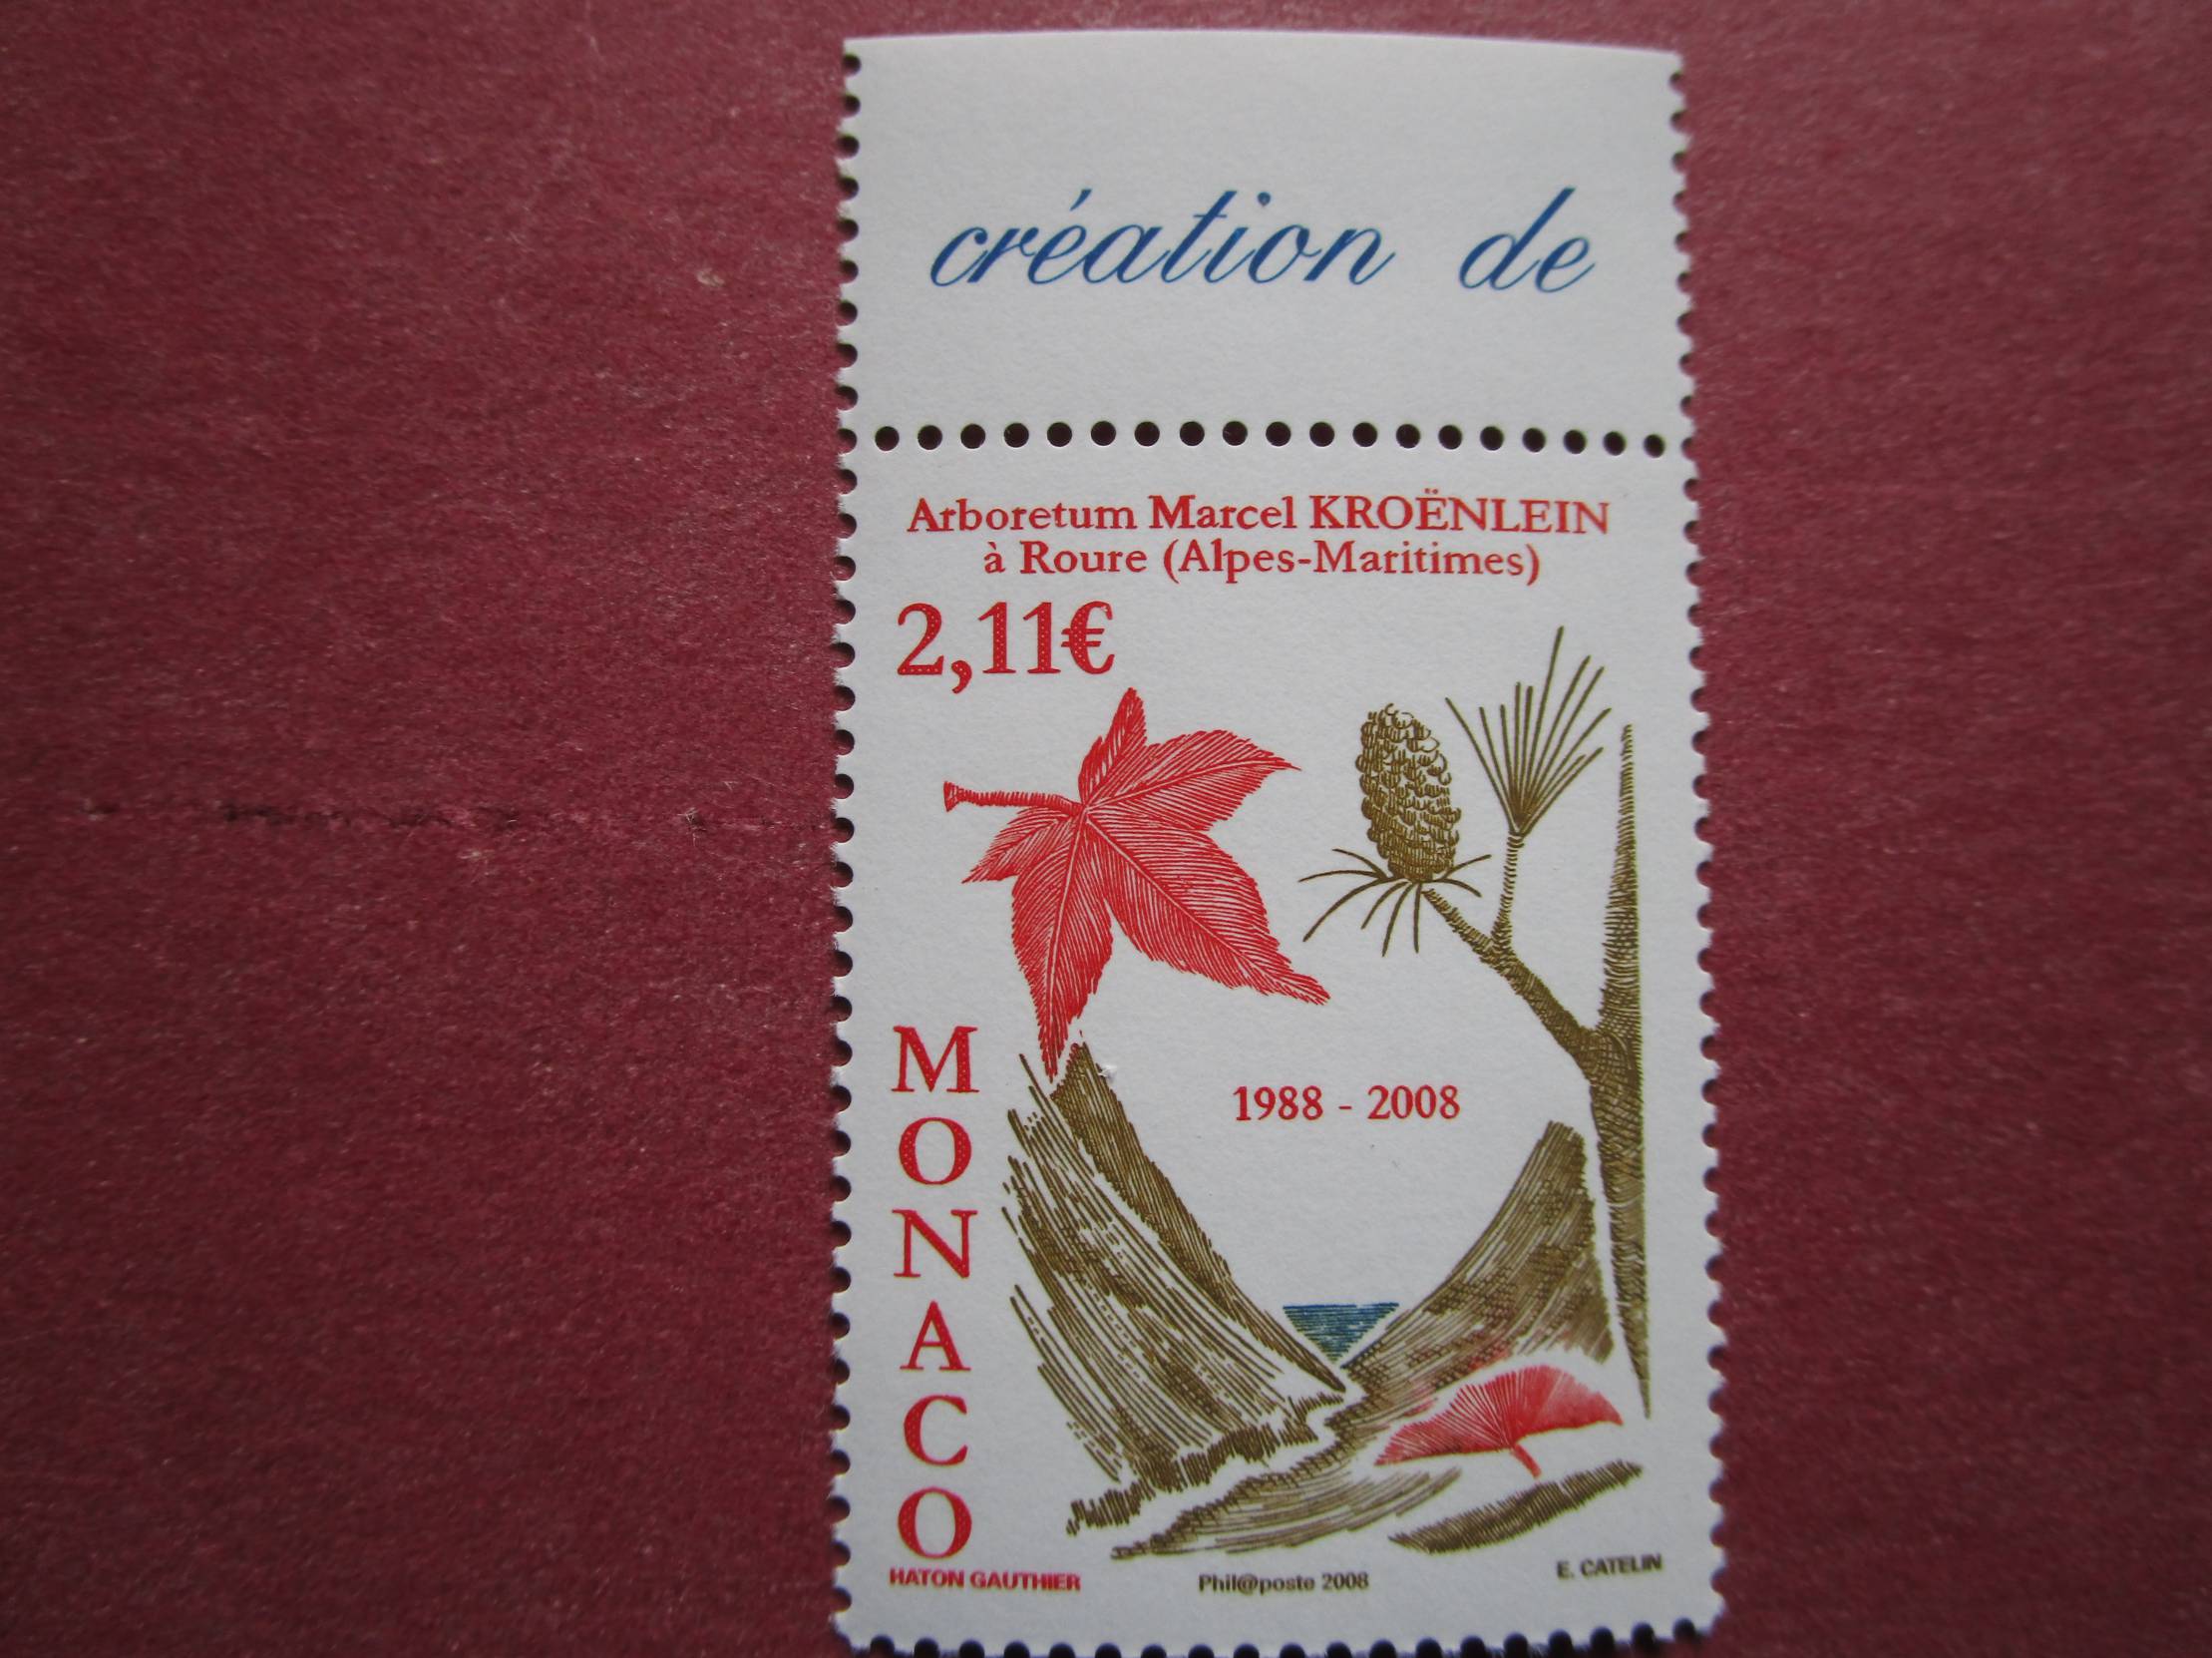 création de
Arboretum Marcel KROËNLEIN
à Roure (Alpes-Maritimes)
2,11€
1988 - 2008
MONACO
HATON GAUTHIER
Phil@poste 2008
E. CATELIN